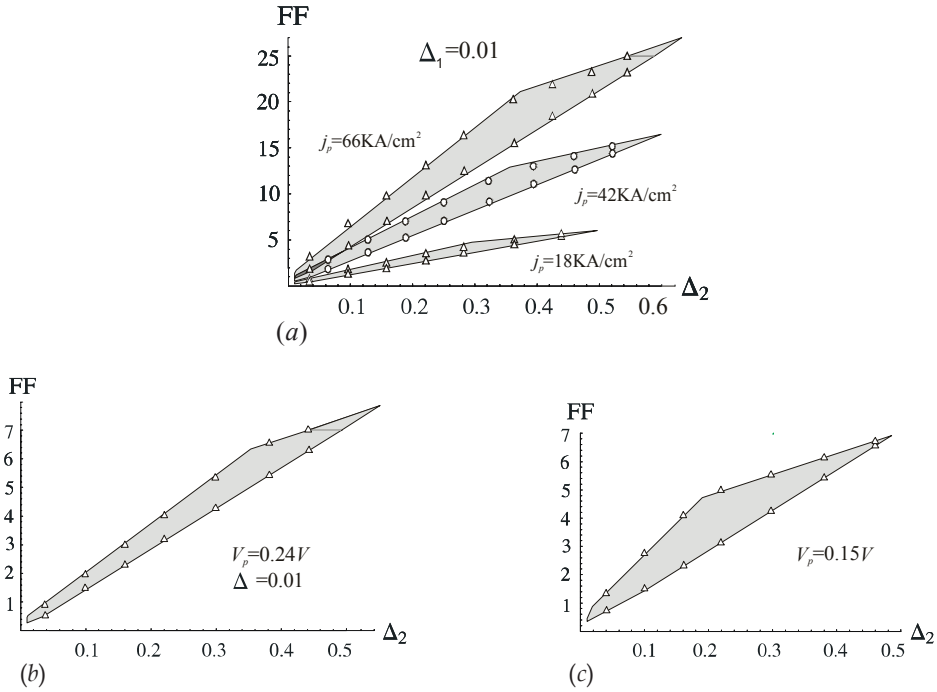 FF
25
20
15
10
5
Δ₁=0.01
jₚ=66KA/cm²
jₚ=42KA/cm²
jₚ=18KA/cm²
0.1 0.2 0.3 0.4 0.5 0.6 Δ₂
(a)
FF
7
6
5
4
3
2
1
Vₚ=0.24V
Δ =0.01
0.1 0.2 0.3 0.4 0.5 Δ₂
(b)
FF
7
6
5
4
3
2
1
Vₚ=0.15V
0.1 0.2 0.3 0.4 0.5 Δ₂
(c)